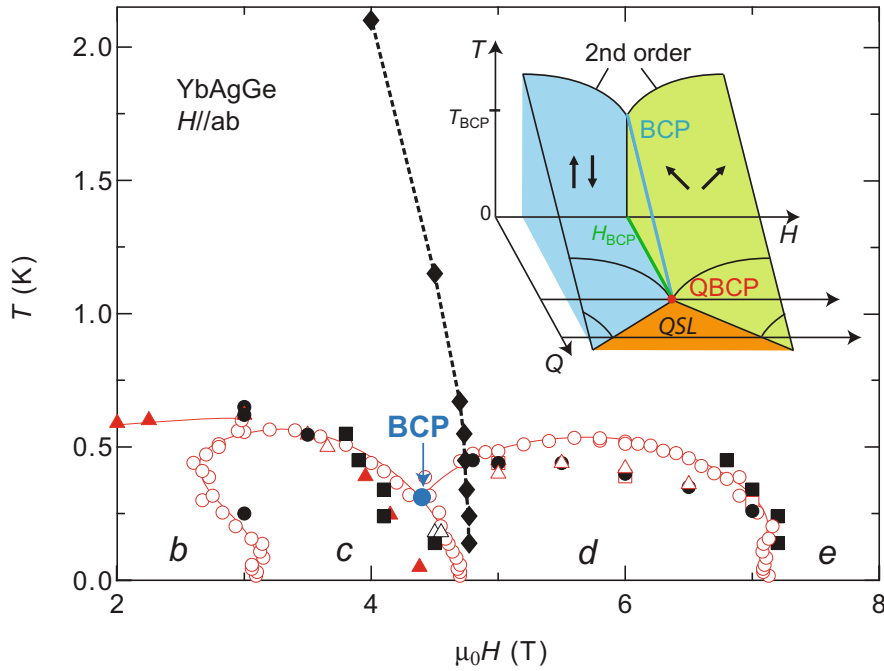 2.0
1.5
1.0
0.5
0.0
T (K)
YbAgGe
H//ab
BCP
b
c
d
e
2
4
6
8
μ₀H (T)
T
2nd order
T_BCP
BCP
0
H_BCP
H
QBCP
QSL
Q